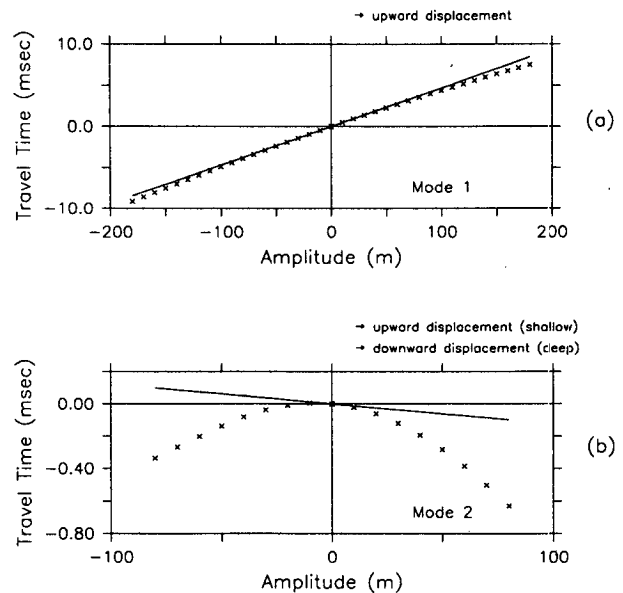 → upward displacement
10.0
0.0
-10.0
Travel Time (msec)
(a)
Mode 1
-200 -100 0 100 200
Amplitude (m)
→ upward displacement (shallow)
→ downward displacement (deep)
0.00
-0.40
-0.80
Travel Time (msec)
(b)
Mode 2
-100 0 100
Amplitude (m)